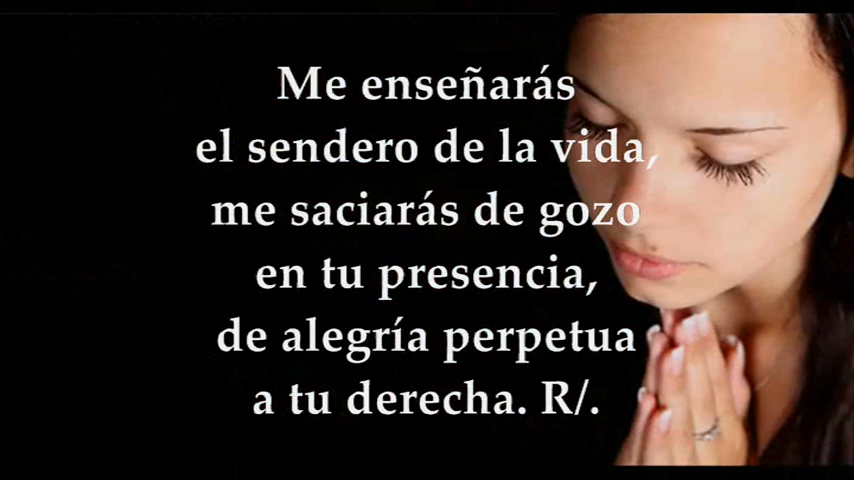 Me enseñarás
el sendero de la vida,
me saciarás de gozo
en tu presencia,
de alegría perpetua
a tu derecha. R/.